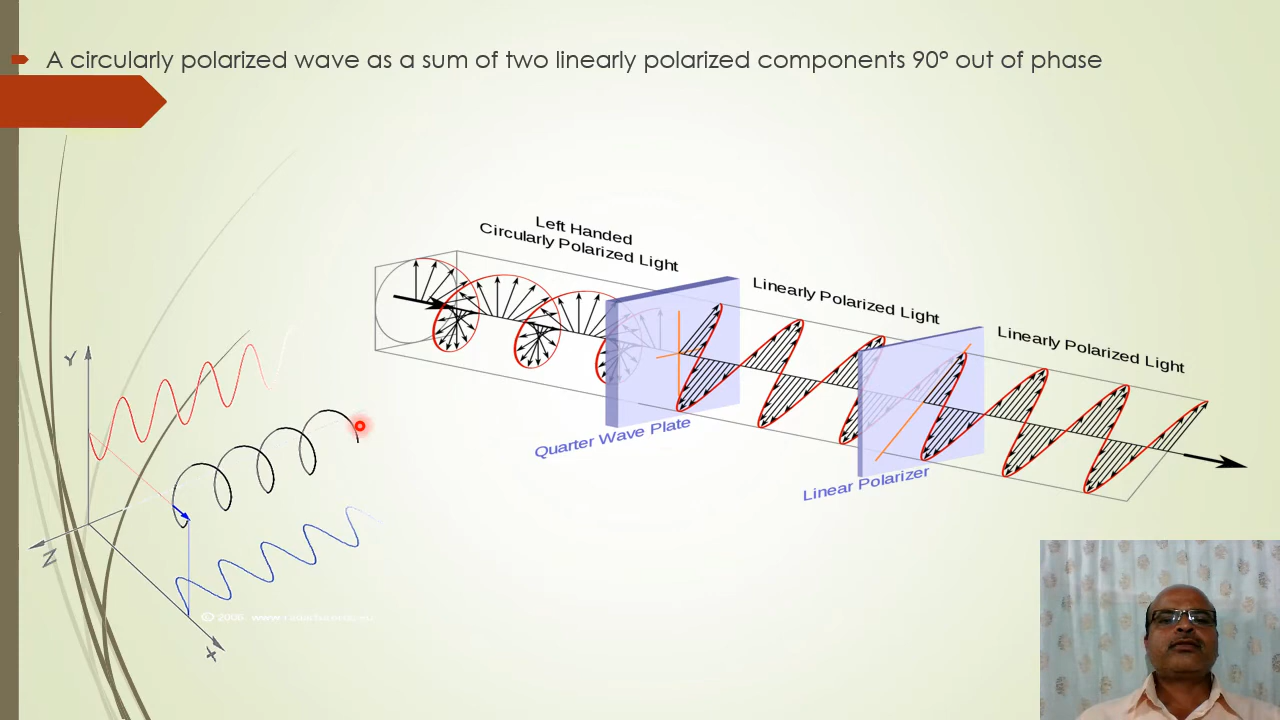 A circularly polarized wave as a sum of two linearly polarized components 90° out of phase
Left Handed
Circularly Polarized Light
Linearly Polarized Light
Linearly Polarized Light
Quarter Wave Plate
Linear Polarizer
Y
Z
X
© 2006